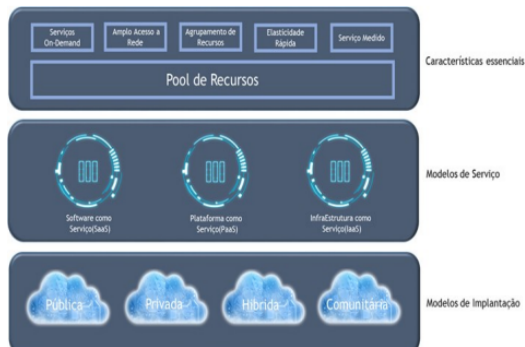 Serviços
On-Demand
Amplo Acesso a
Rede
Agrupamento de
Recursos
Elasticidade
Rápida
Serviço Medido
Pool de Recursos
Características essenciais
Software como
Serviço(SaaS)
Plataforma como
Serviço(PaaS)
InfraEstrutura como
Serviço(IaaS)
Modelos de Serviço
Pública
Privada
Híbrida
Comunitária
Modelos de Implantação